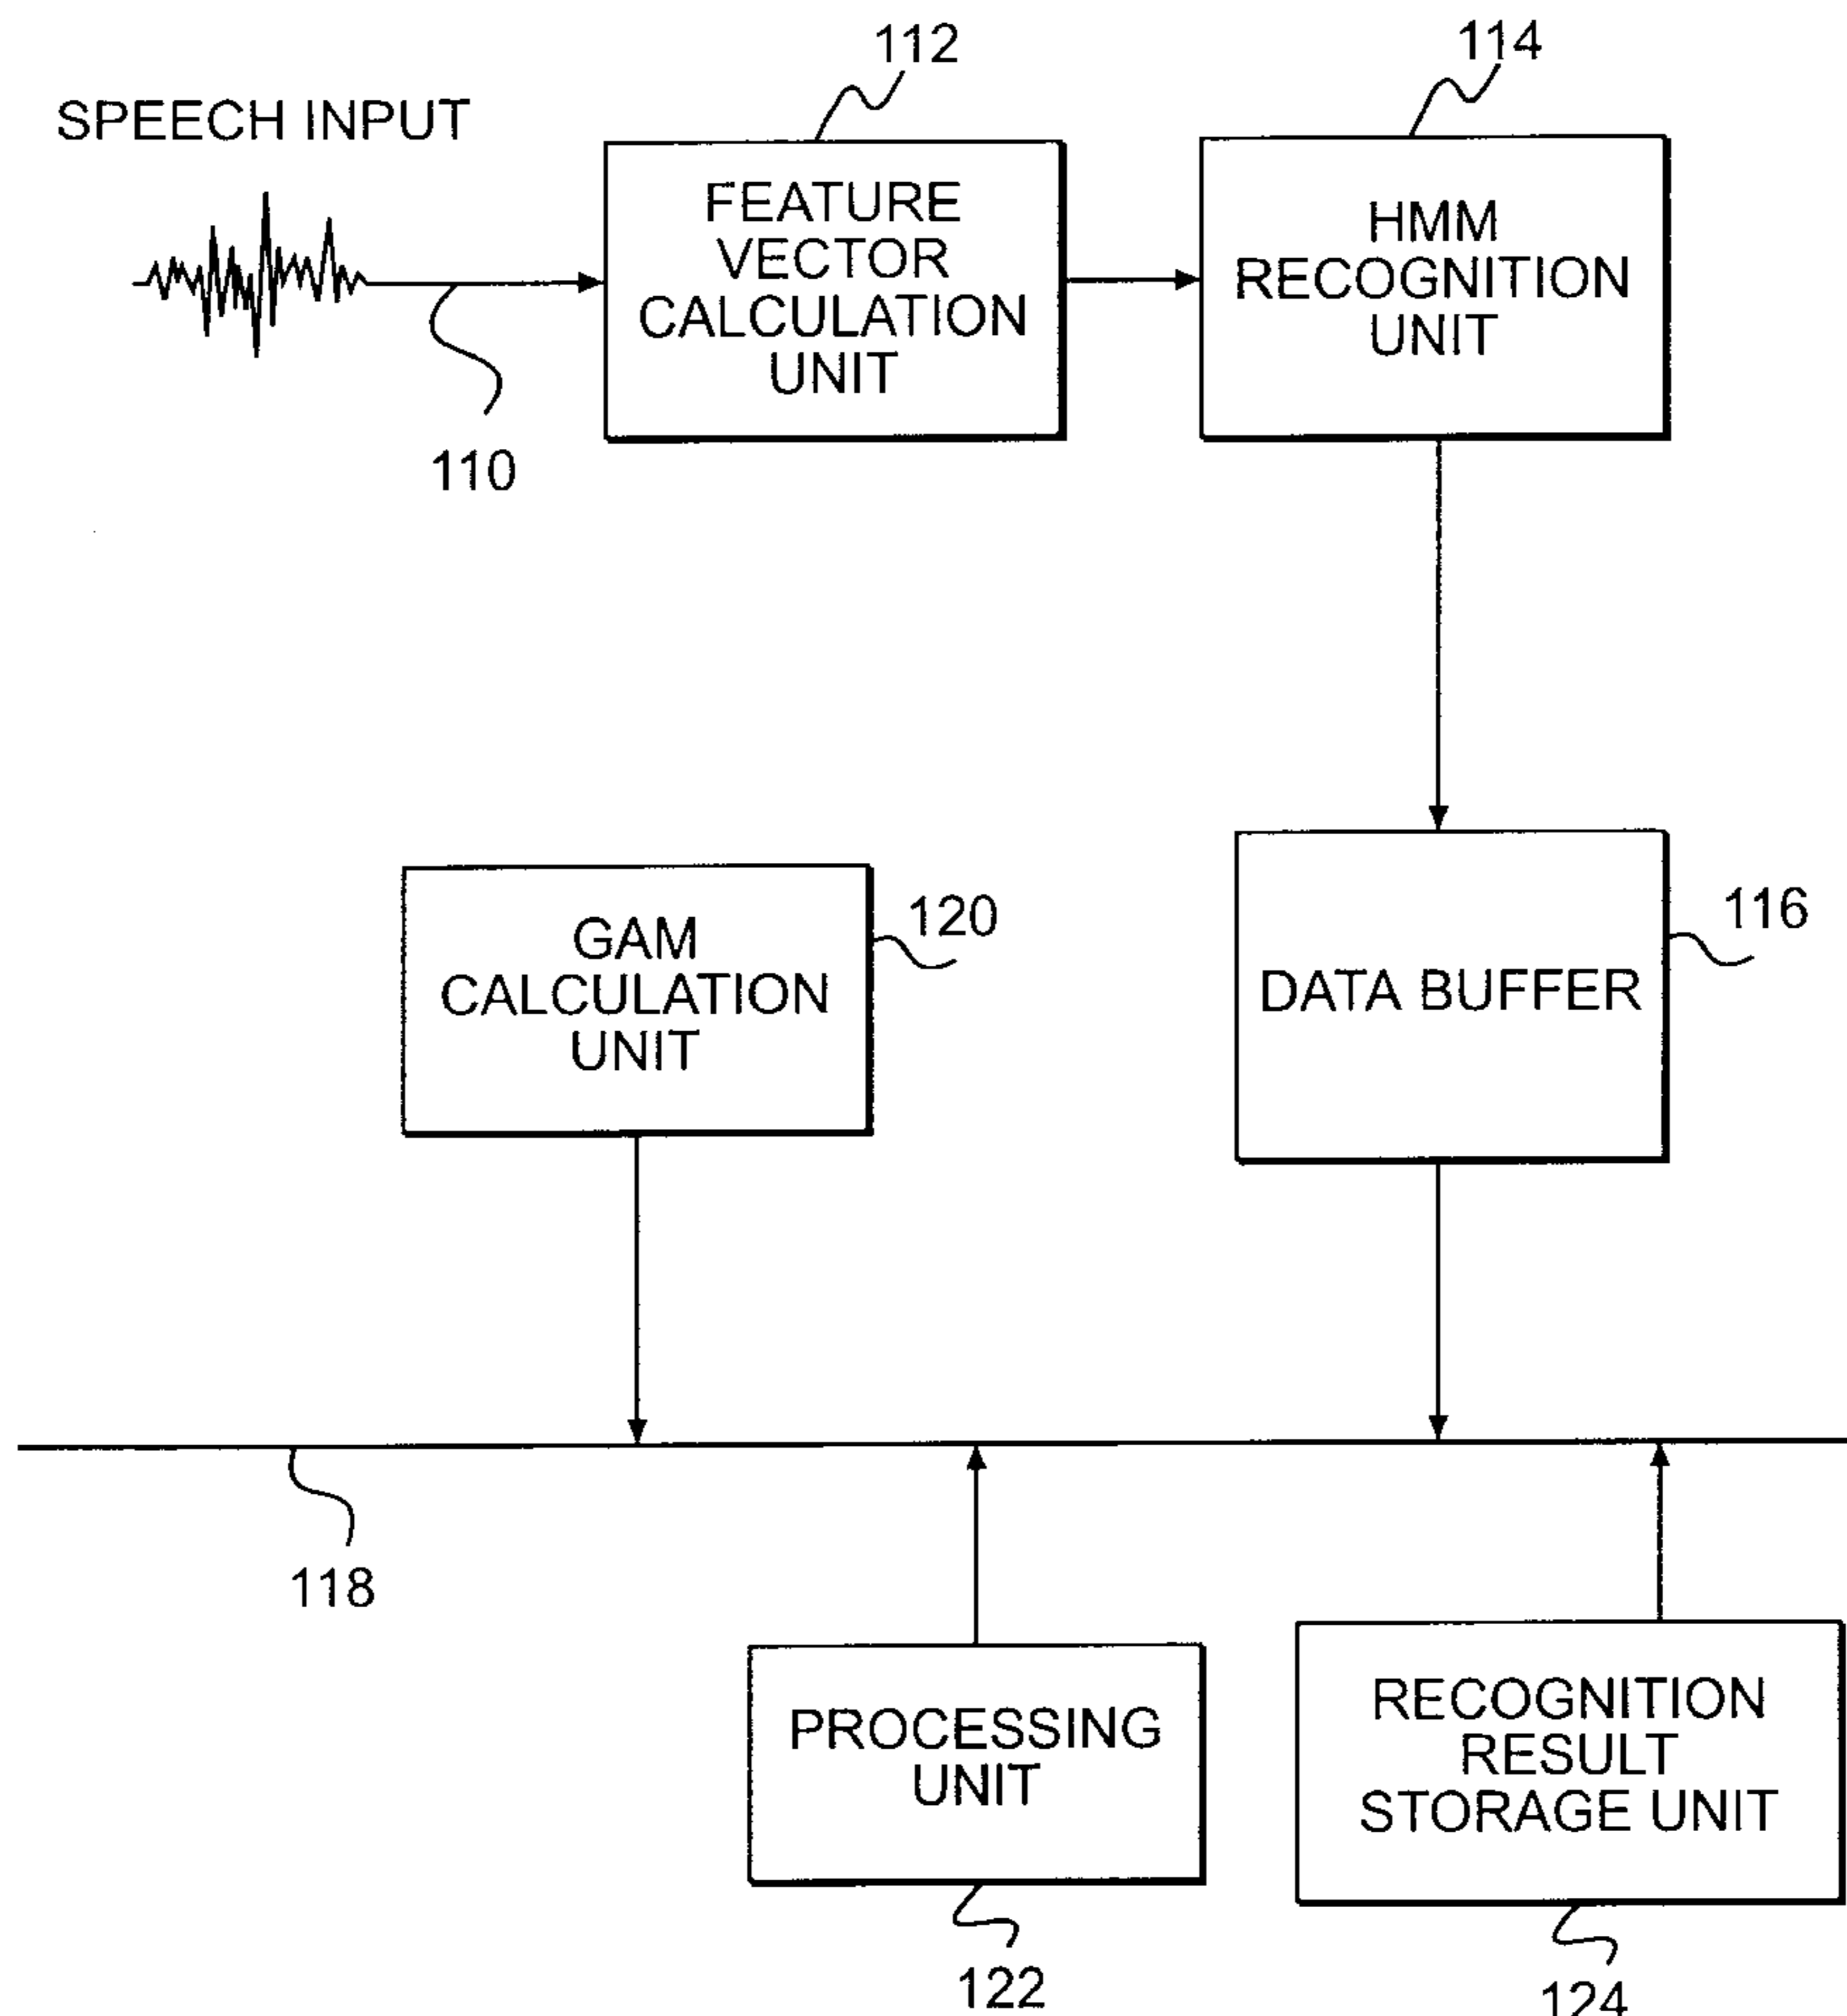 112
114
SPEECH INPUT
FEATURE
VECTOR
CALCULATION
UNIT
HMM
RECOGNITION
UNIT
110
GAM
CALCULATION
UNIT
120
DATA BUFFER
116
118
PROCESSING
UNIT
RECOGNITION
RESULT
STORAGE UNIT
122
124